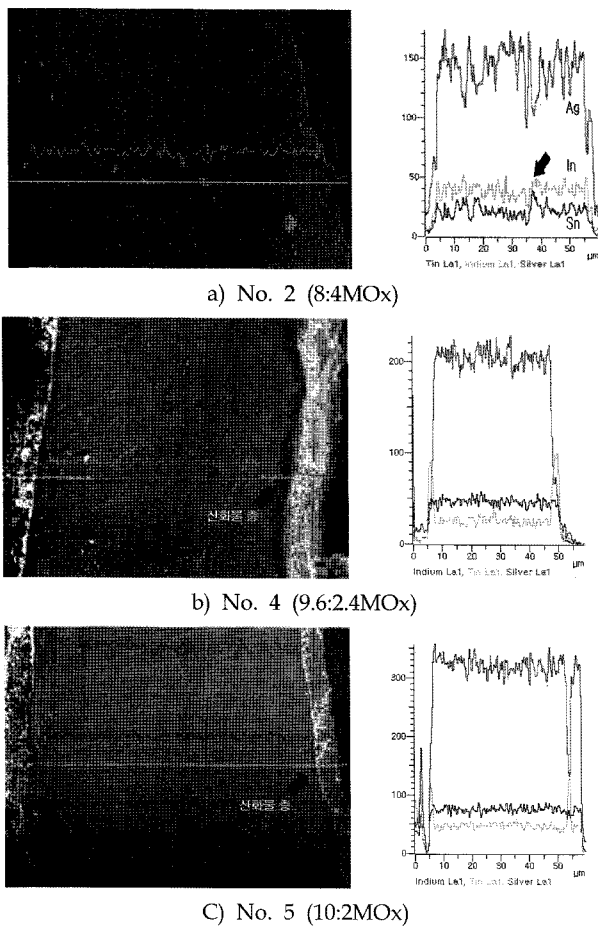 150
100
50
0
Ag
In
Sn
0 10 20 30 40 50
μm
Tin La1, Indium La1, Silver La1
a) No. 2 (8:4MOx)
산화물 층
200
100
0
0 10 20 30 40 50
μm
Indium La1, Tin La1, Silver La1
b) No. 4 (9.6:2.4MOx)
산화물 층
300
200
100
0
0 10 20 30 40 50
μm
Indium La1, Tin La1, Silver La1
C) No. 5 (10:2MOx)